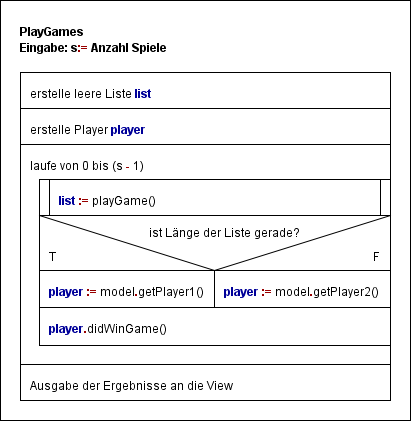 PlayGames
Eingabe: s:= Anzahl Spiele
erstelle leere Liste list
erstelle Player player
laufe von 0 bis (s - 1)
list := playGame()
ist Länge der Liste gerade?
T F
player := model.getPlayer1() player := model.getPlayer2()
player.didWinGame()
Ausgabe der Ergebnisse an die View